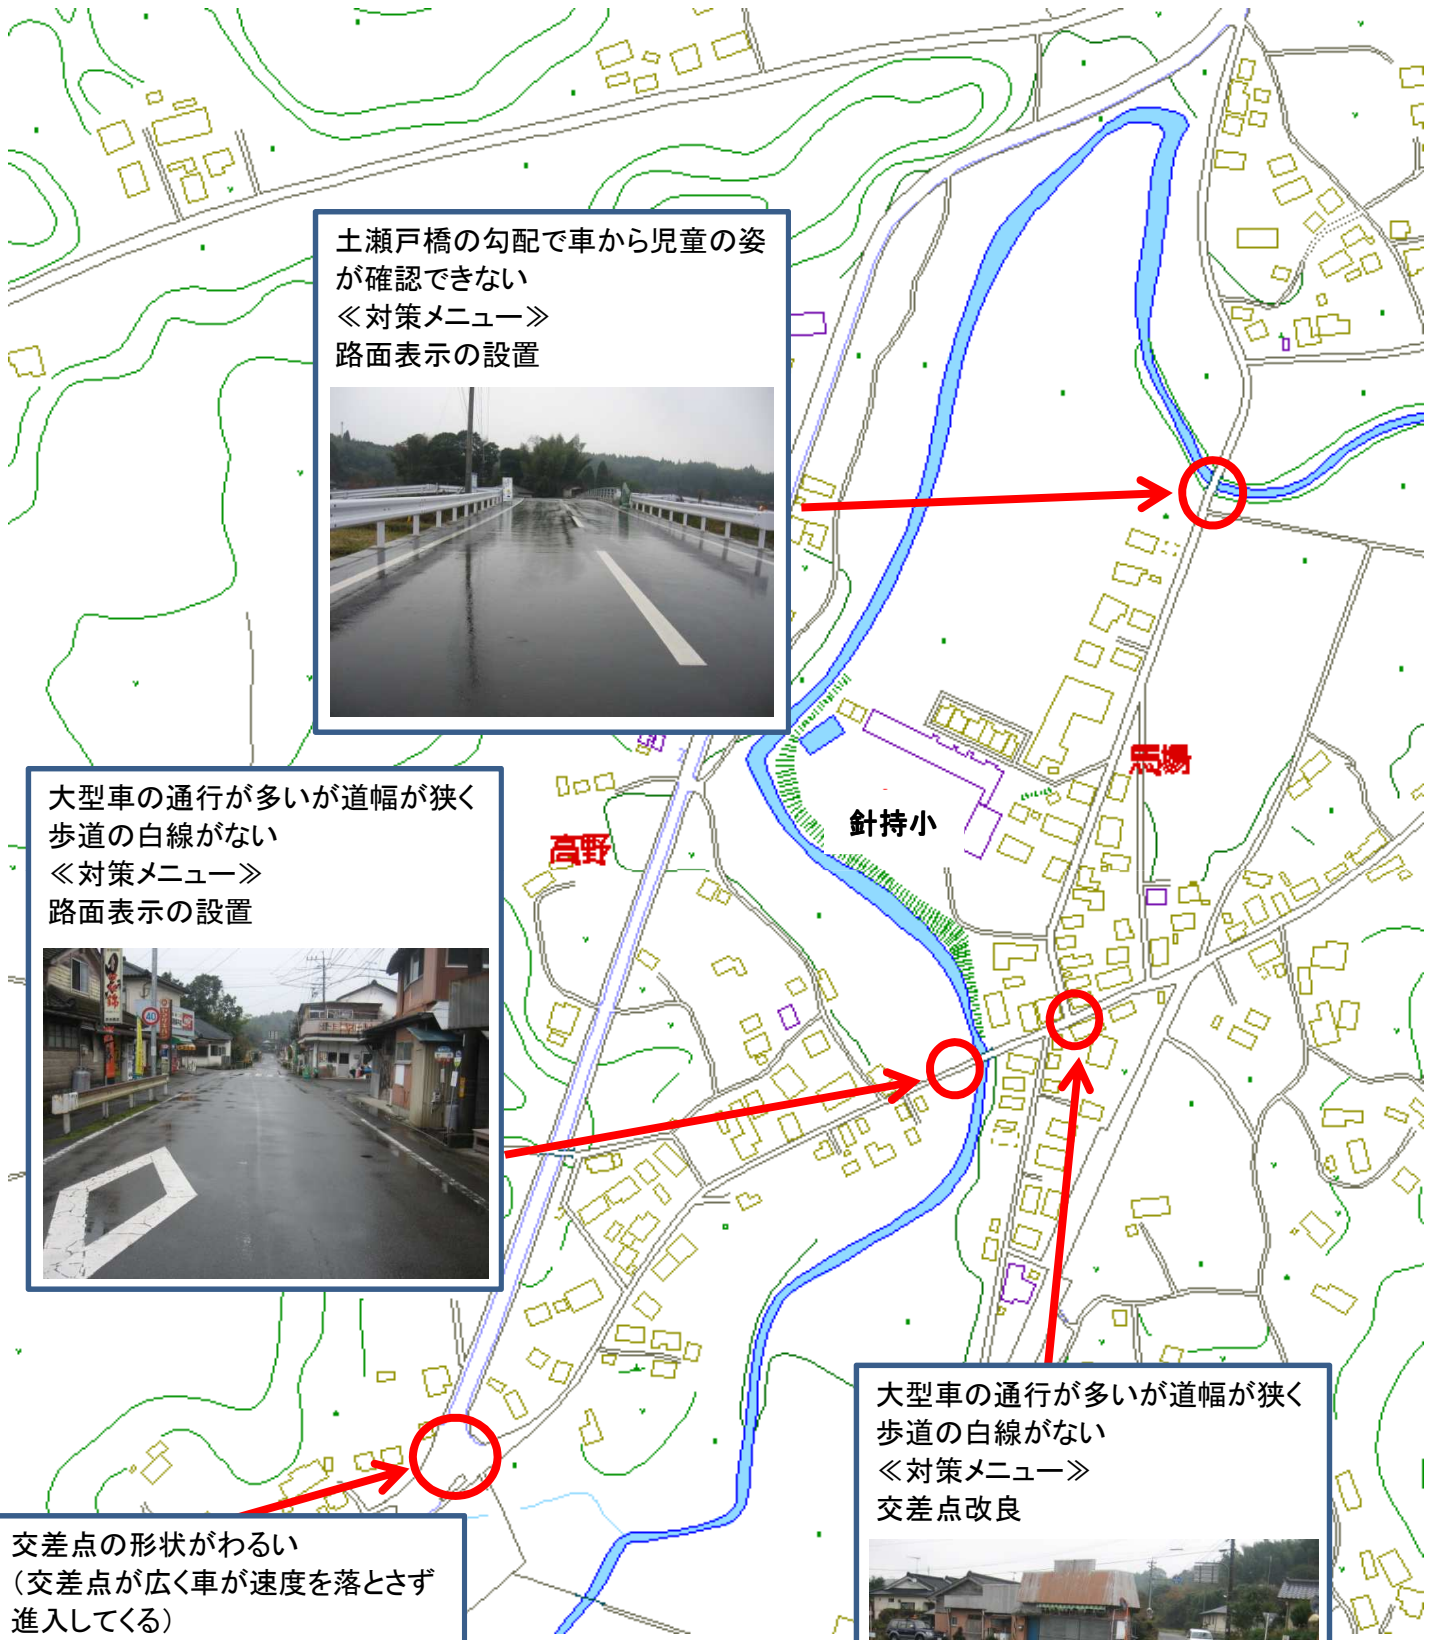 土瀬戸橋の勾配で車から児童の姿
が確認できない
≪対策メニュー≫
路面表示の設置
馬場
針持小
高野
大型車の通行が多いが道幅が狭く
歩道の白線がない
≪対策メニュー≫
路面表示の設置
40
大型車の通行が多いが道幅が狭く
歩道の白線がない
≪対策メニュー≫
交差点改良
交差点の形状がわるい
（交差点が広く車が速度を落とさず
進入してくる）